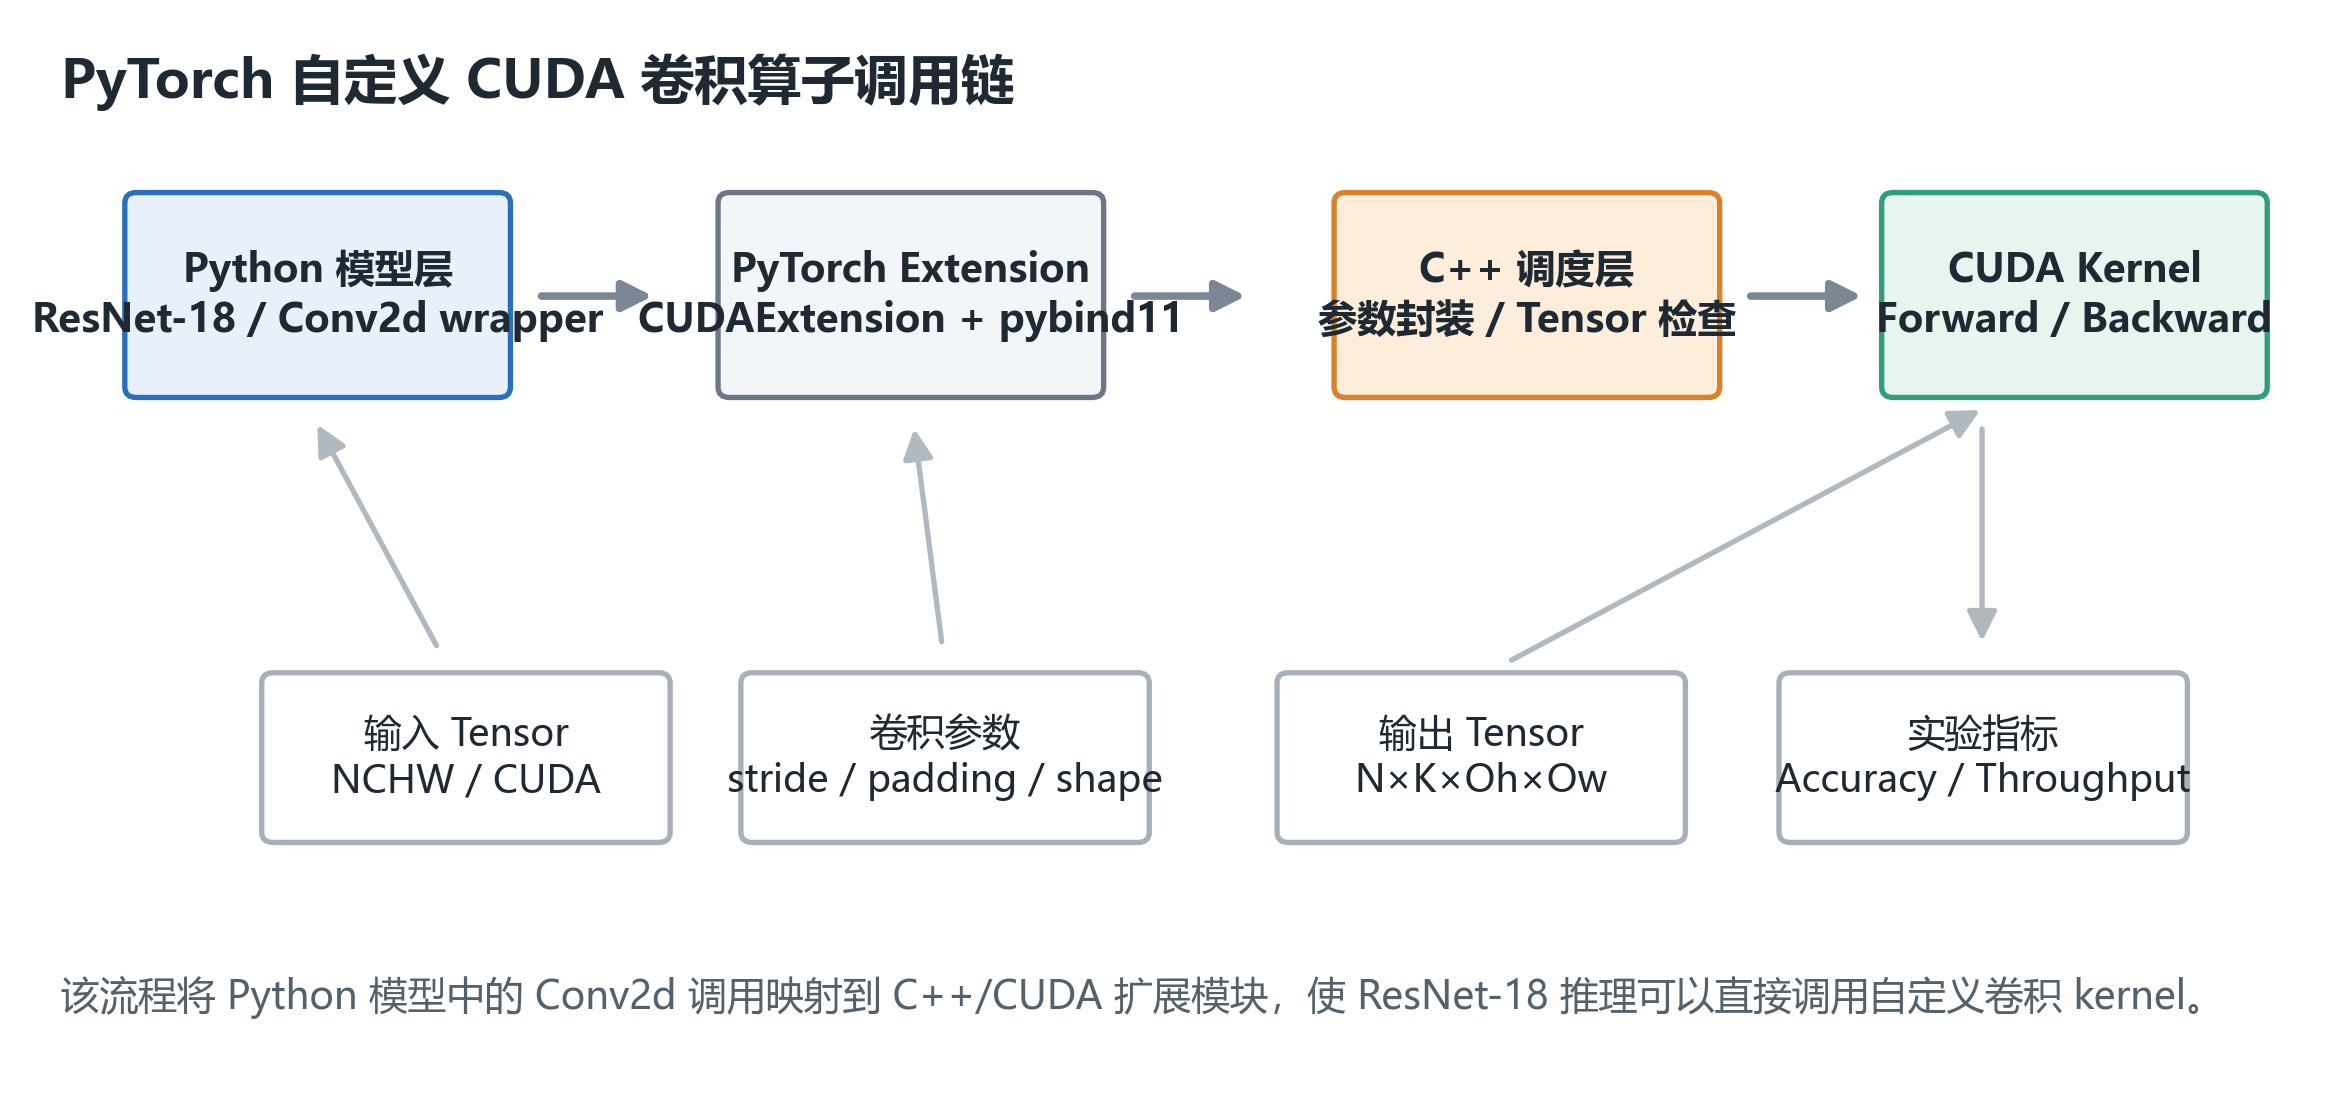 PyTorch 自定义 CUDA 卷积算子调用链
Python 模型层
ResNet-18 / Conv2d wrapper
PyTorch Extension
CUDAExtension + pybind11
C++ 调度层
参数封装 / Tensor 检查
CUDA Kernel
Forward / Backward
输入 Tensor
NCHW / CUDA
卷积参数
stride / padding / shape
输出 Tensor
N×K×Oh×Ow
实验指标
Accuracy / Throughput
该流程将 Python 模型中的 Conv2d 调用映射到 C++/CUDA 扩展模块，使 ResNet-18 推理可以直接调用自定义卷积 kernel。